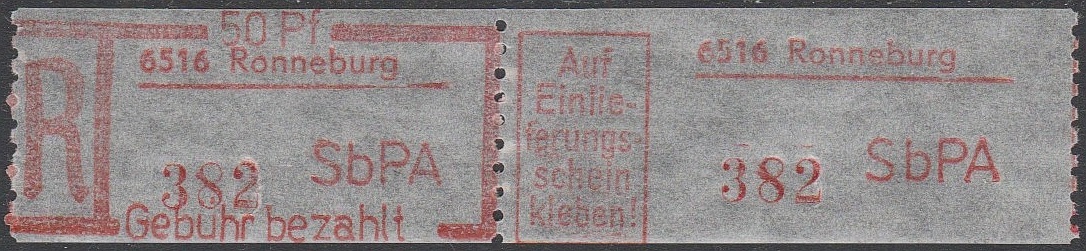 50 Pf
R
6516 Ronneburg
382 SbPA
Gebühr bezahlt
Auf
Einlie-
ferungs-
schein
kleben!
6516 Ronneburg
382 SbPA